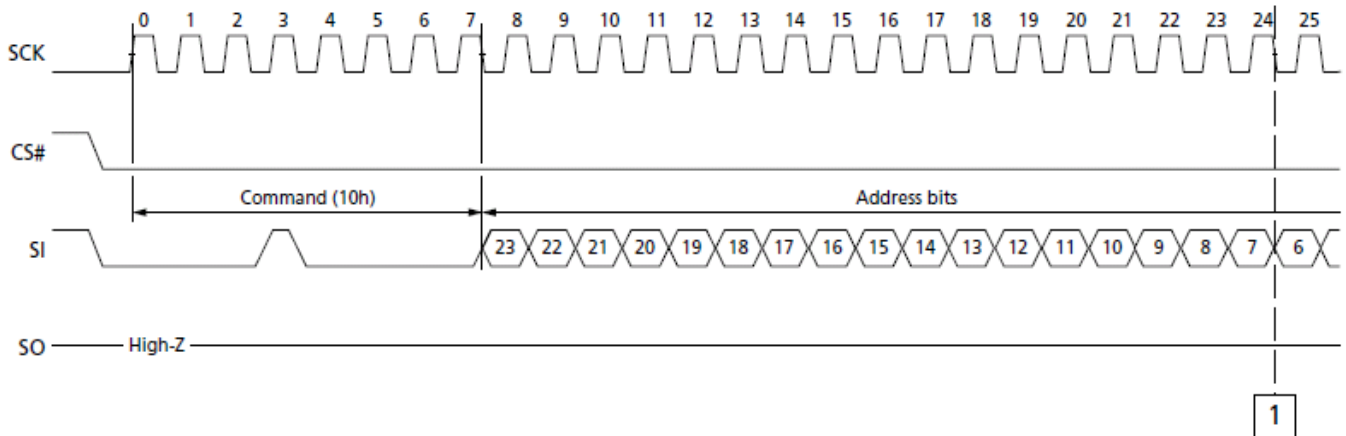 0 1 2 3 4 5 6 7 8 9 10 11 12 13 14 15 16 17 18 19 20 21 22 23 24 25
SCK
CS#
Command (10h) Address bits
SI 23 22 21 20 19 18 17 16 15 14 13 12 11 10 9 8 7 6
SO High-Z
1